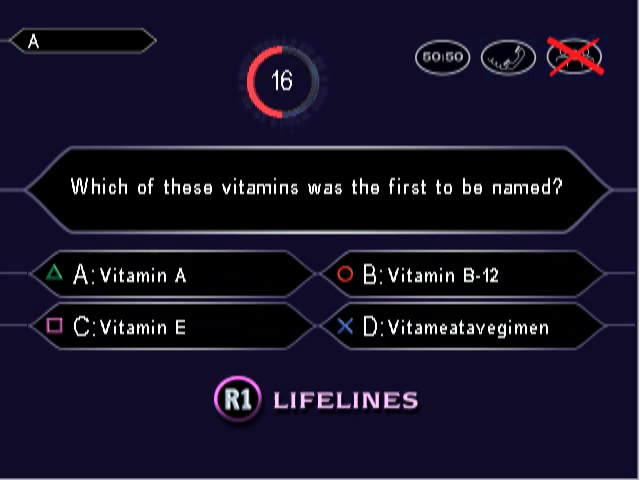 A
16
50:50
Which of these vitamins was the first to be named?
A: Vitamin A
B: Vitamin B-12
C: Vitamin E
D: Vitameatavegimen
R1 LIFELINES